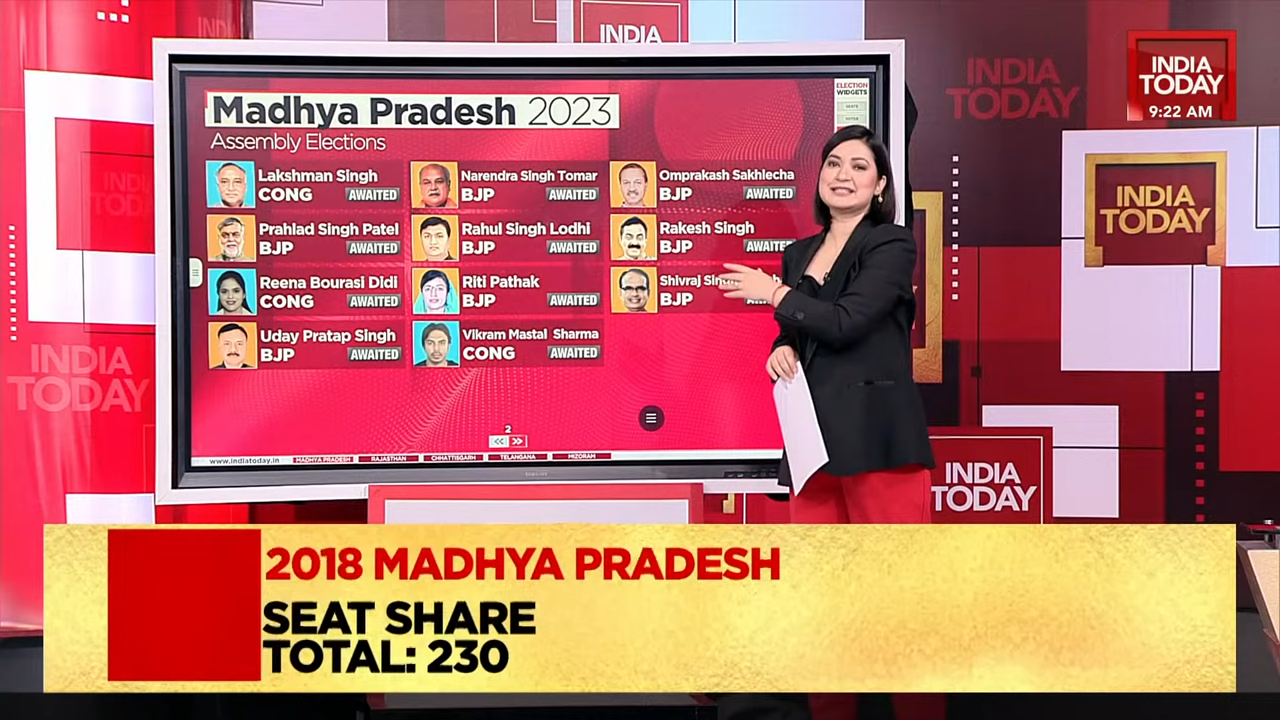 INDIA
INDIA
TODAY
9:22 AM
INDIA
TODAY
INDIA
TODAY
INDIA
TODAY
INDIA
TODAY
Madhya Pradesh 2023
Assembly Elections
ELECTION
WIDGETS
Lakshman Singh
CONG AWAITED
Narendra Singh Tomar
BJP AWAITED
Omprakash Sakhlecha
BJP AWAITED
Prahlad Singh Patel
BJP AWAITED
Rahul Singh Lodhi
BJP AWAITED
Rakesh Singh
BJP AWAITED
Reena Bourasi Didi
CONG AWAITED
Riti Pathak
BJP AWAITED
Shivraj
BJP
Uday Pratap Singh
BJP AWAITED
Vikram Mastal Sharma
CONG AWAITED
2
www.indiatoday.in MADHYA PRADESH RAJASTHAN CHHATTISGARH TELANGANA MIZORAM
INDIA
TODAY
2018 MADHYA PRADESH
SEAT SHARE
TOTAL: 230